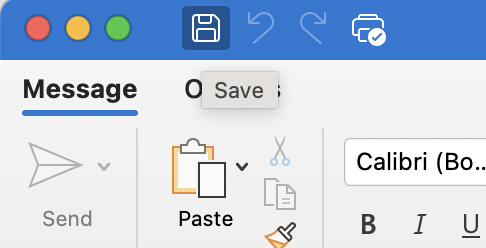 Message
Save
Send
Paste
Calibri (Bo...
B I U